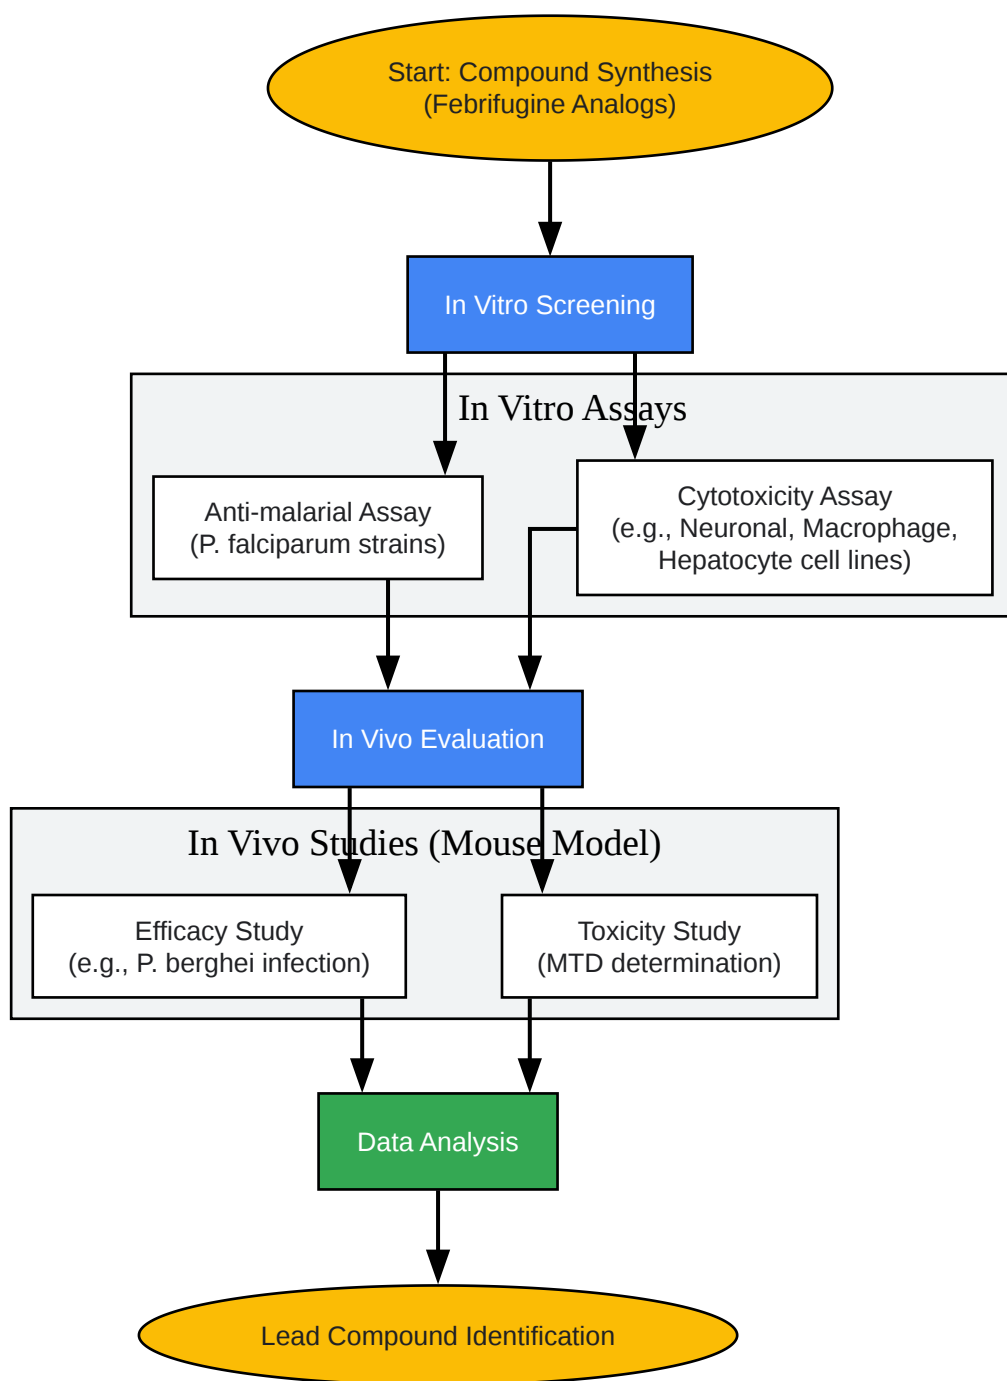 Start: Compound Synthesis
(Febrifugine Analogs)
In Vitro Screening
In Vitro Assays
Anti-malarial Assay
(P. falciparum strains)
Cytotoxicity Assay
(e.g., Neuronal, Macrophage,
Hepatocyte cell lines)
In Vivo Evaluation
In Vivo Studies (Mouse Model)
Efficacy Study
(e.g., P. berghei infection)
Toxicity Study
(MTD determination)
Data Analysis
Lead Compound Identification